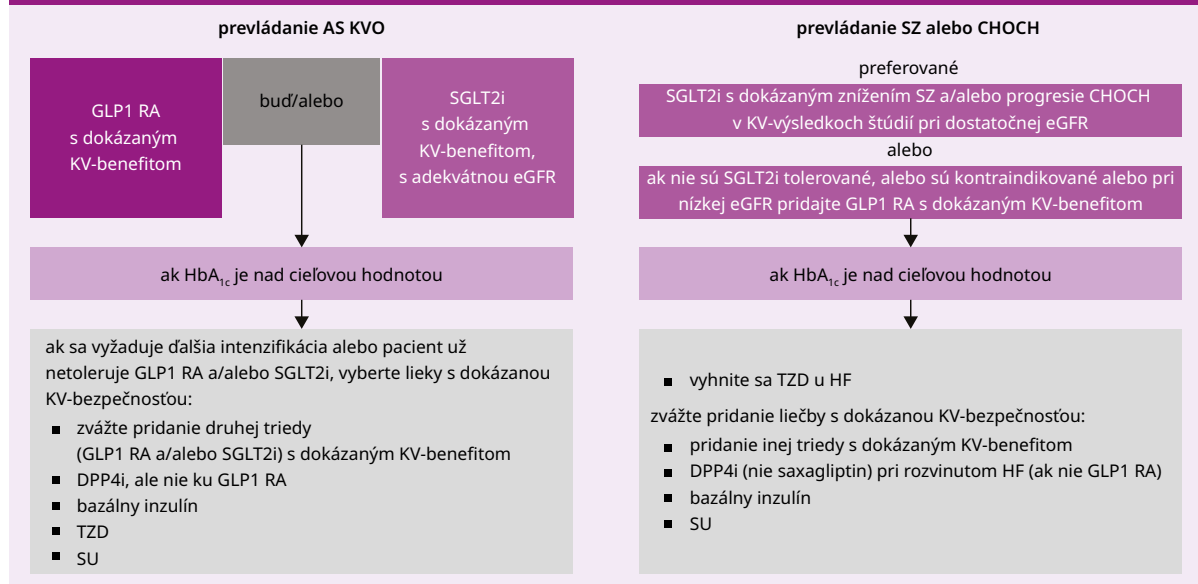 prevládanie AS KVO
GLP1 RA
s dokázaným
KV-benefitom
buď/alebo
SGLT2i
s dokázaným
KV-benefitom,
s adekvátnou eGFR
ak HbA1c je nad cieľovou hodnotou
ak sa vyžaduje ďalšia intenzifikácia alebo pacient už
netoleruje GLP1 RA a/alebo SGLT2i, vyberte lieky s dokázanou
KV-bezpečnosťou:
■ zvážte pridanie druhej triedy
(GLP1 RA a/alebo SGLT2i) s dokázaným KV-benefitom
■ DPP4i, ale nie ku GLP1 RA
■ bazálny inzulín
■ TZD
■ SU
prevládanie SZ alebo CHOCH
preferované
SGLT2i s dokázaným znížením SZ a/alebo progresie CHOCH
v KV-výsledkoch štúdií pri dostatočnej eGFR
alebo
ak nie sú SGLT2i tolerované, alebo sú kontraindikované alebo pri
nízkej eGFR pridajte GLP1 RA s dokázaným KV-benefitom
ak HbA1c je nad cieľovou hodnotou
■ vyhnite sa TZD u HF
zvážte pridanie liečby s dokázanou KV-bezpečnosťou:
■ pridanie inej triedy s dokázaným KV-benefitom
■ DPP4i (nie saxagliptin) pri rozvinutom HF (ak nie GLP1 RA)
■ bazálny inzulín
■ SU